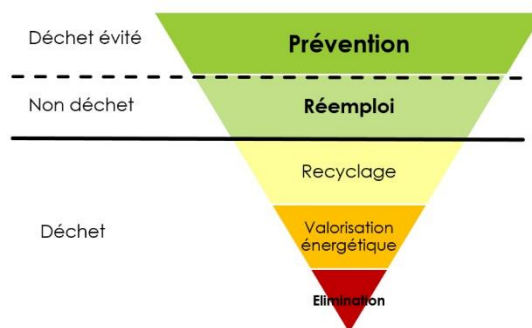 Déchet évité
Prévention
Non déchet
Réemploi
Recyclage
Déchet
Valorisation
énergétique
Elimination